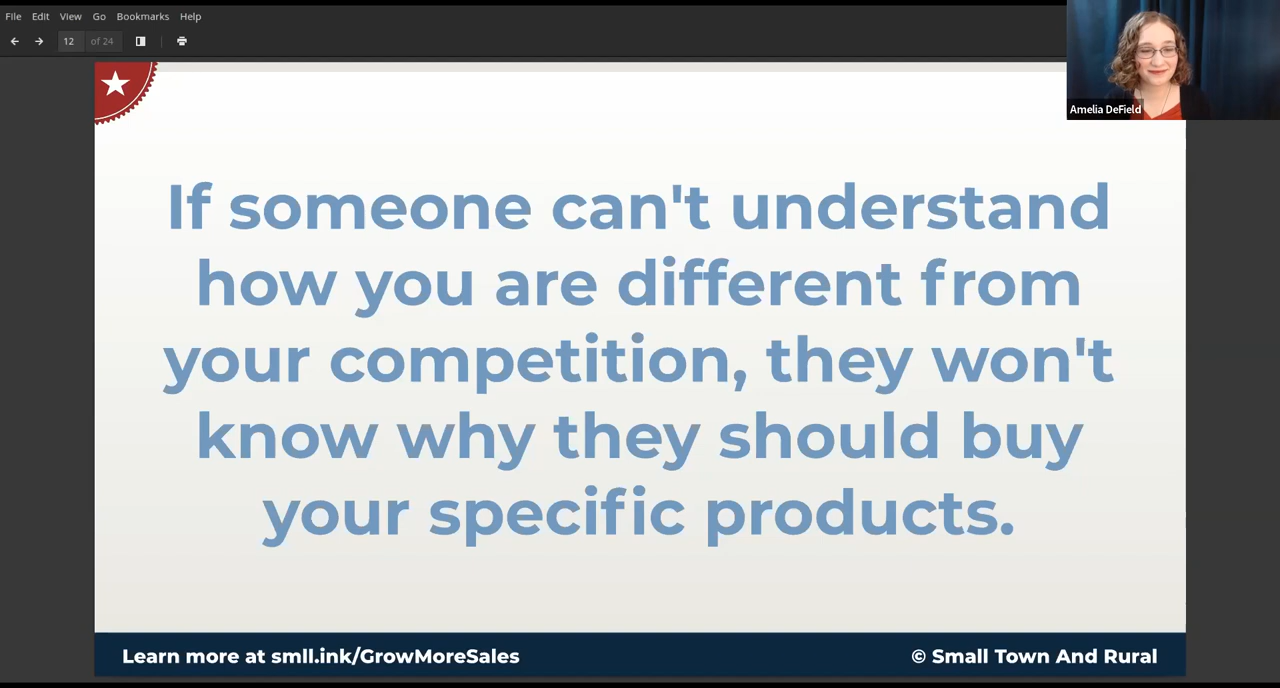 File Edit View Go Bookmarks Help
12 of 24
Amelia DeField
If someone can't understand
how you are different from
your competition, they won't
know why they should buy
your specific products.
Learn more at smll.ink/GrowMoreSales
© Small Town And Rural